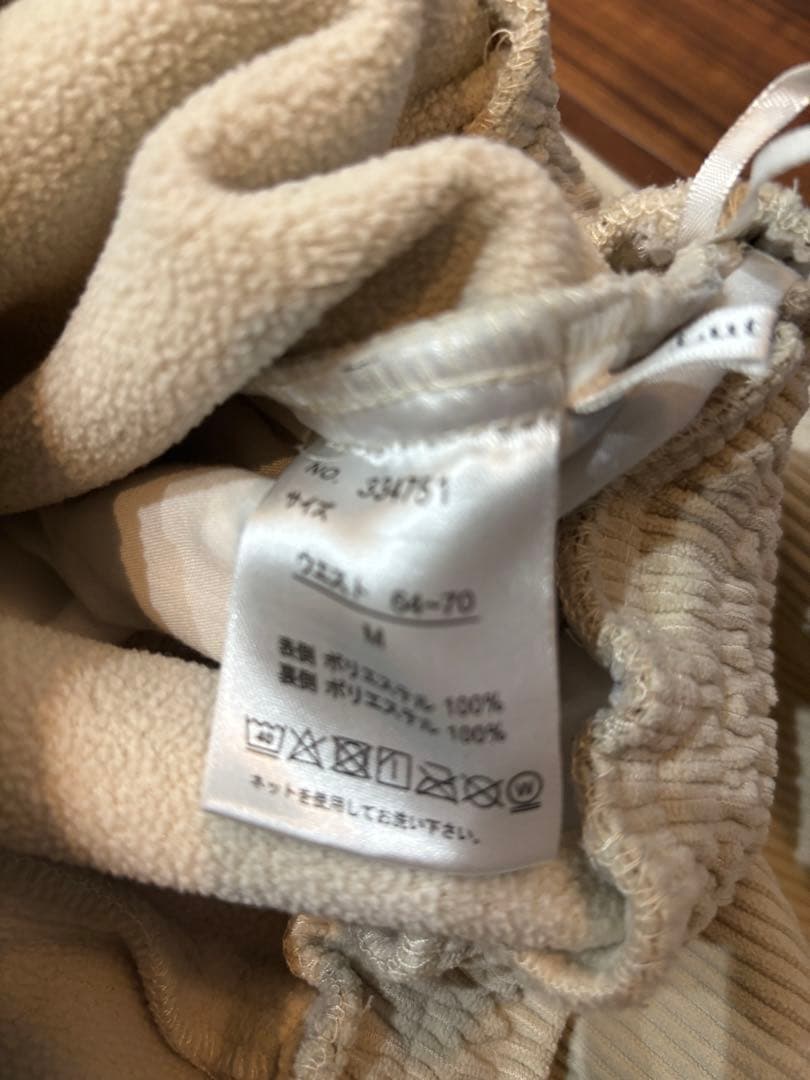 NO. 334751
サイズ
ウエスト 64-70
M
表側 ポリエステル 100%
裏側 ポリエステル 100%
40
W
ネットを使用してお洗い下さい。